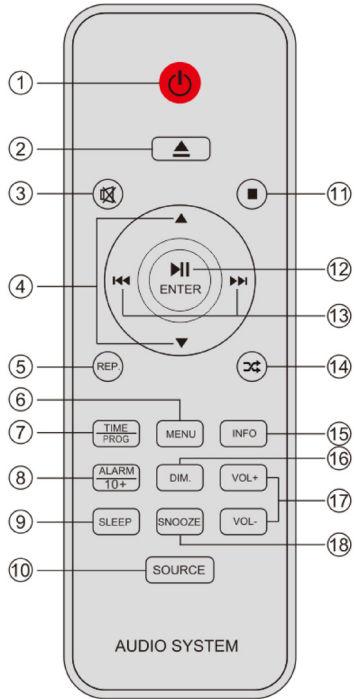 ①
②
③
⑪
④
⑫
ENTER
⑬
⑤
REP.
⑭
⑥
⑦
TIME
PROG
MENU
INFO
⑮
⑯
⑧
ALARM
10+
DIM.
VOL+
⑰
⑨
SLEEP
SNOOZE
VOL-
⑱
⑩
SOURCE
AUDIO SYSTEM